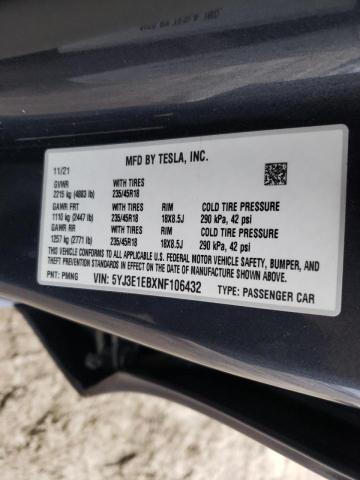 MFD BY TESLA, INC.
11/21
GVWR WITH TIRES
2215 kg (4883 lb) 235/45R18
GAWR FRT WITH TIRES RIM COLD TIRE PRESSURE
1110 kg (2447 lb) 235/45R18 18X8.5J 290 kPa, 42 psi
GAWR RR WITH TIRES RIM COLD TIRE PRESSURE
1257 kg (2771 lb) 235/45R18 18X8.5J 290 kPa, 42 psi
THIS VEHICLE CONFORMS TO ALL APPLICABLE U.S. FEDERAL MOTOR VEHICLE SAFETY, BUMPER, AND
THEFT PREVENTION STANDARDS IN EFFECT ON THE DATE OF MANUFACTURE SHOWN ABOVE.
PNT: PMNG VIN: 5YJ3E1EBXNF106432 TYPE: PASSENGER CAR